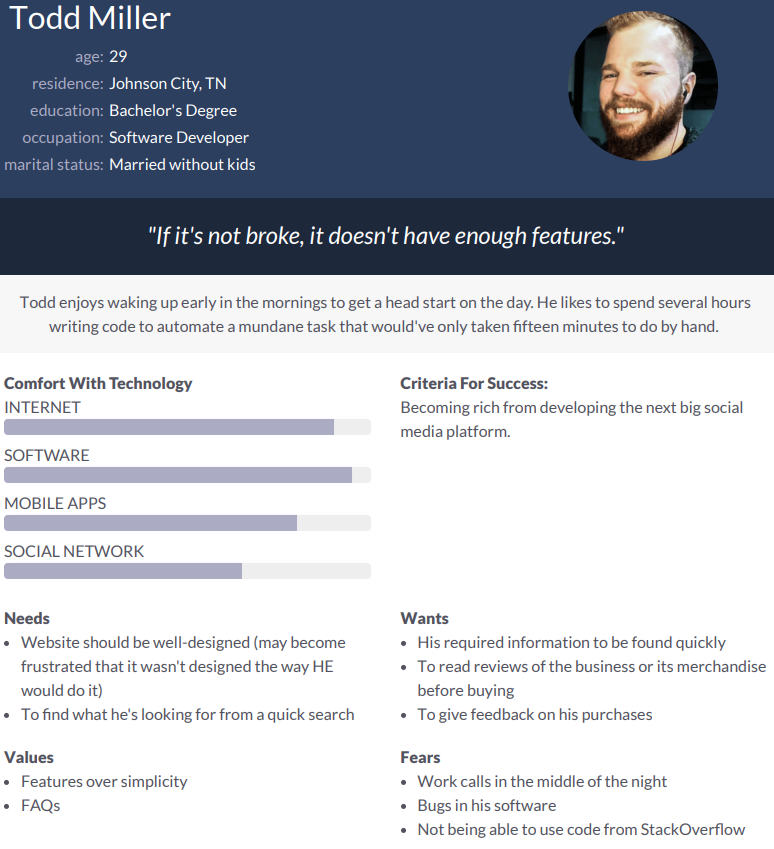 Todd Miller
age: 29
residence: Johnson City, TN
education: Bachelor's Degree
occupation: Software Developer
marital status: Married without kids
"If it's not broke, it doesn't have enough features."
Todd enjoys waking up early in the mornings to get a head start on the day. He likes to spend several hours
writing code to automate a mundane task that would've only taken fifteen minutes to do by hand.
Comfort With Technology
INTERNET
SOFTWARE
MOBILE APPS
SOCIAL NETWORK
Criteria For Success:
Becoming rich from developing the next big social
media platform.
Needs
• Website should be well-designed (may become
frustrated that it wasn't designed the way HE
would do it)
• To find what he's looking for from a quick search
Wants
• His required information to be found quickly
• To read reviews of the business or its merchandise
before buying
• To give feedback on his purchases
Values
• Features over simplicity
• FAQs
Fears
• Work calls in the middle of the night
• Bugs in his software
• Not being able to use code from StackOverflow